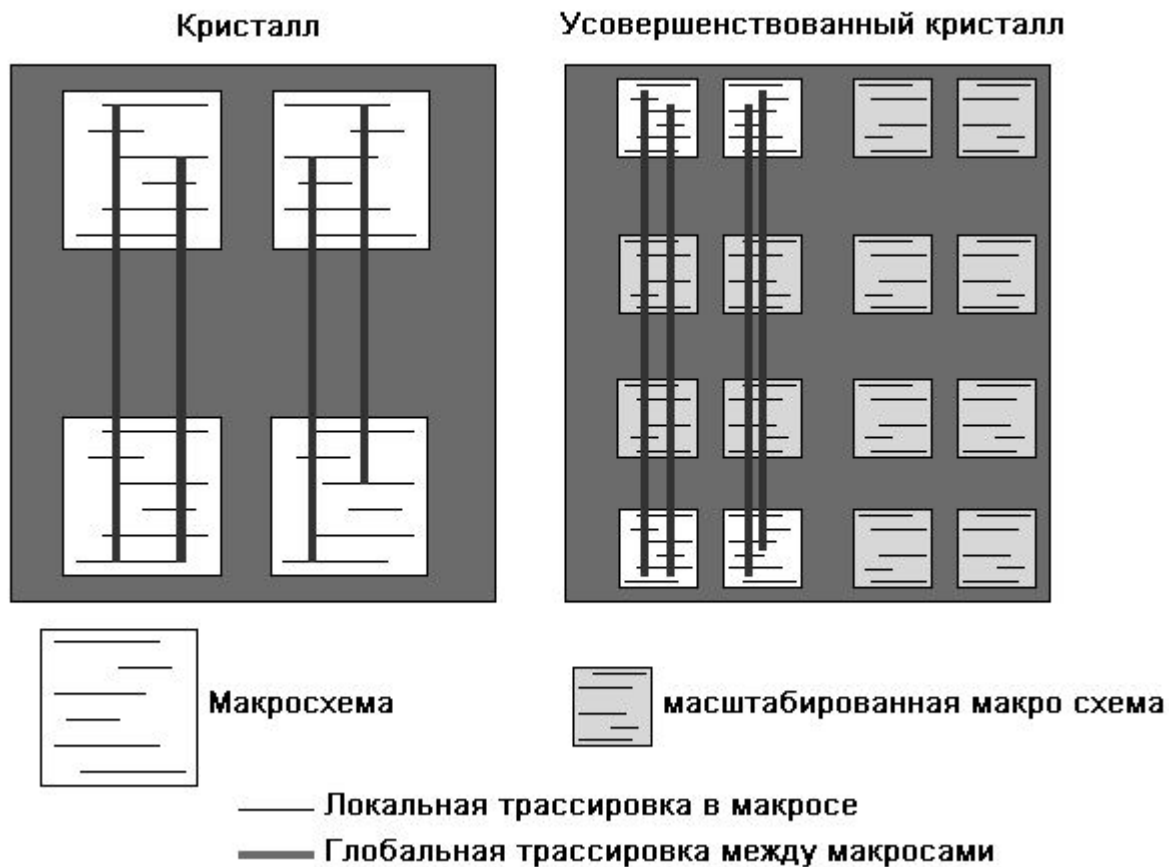 Кристалл
Усовершенствованный кристалл
Макросхема
масштабированная макро схема
Локальная трассировка в макросе
Глобальная трассировка между макросами